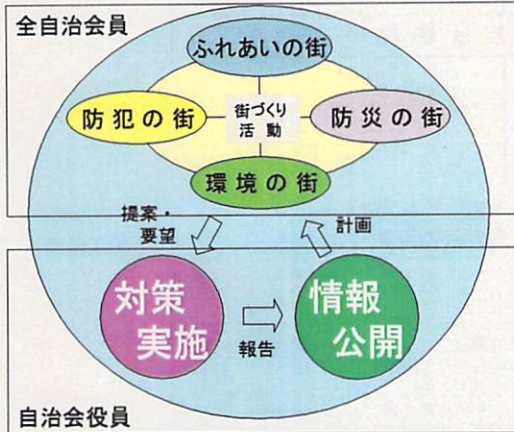 全自治会員
ふれあいの街
防犯の街
街づくり
活動
防災の街
環境の街
提案・
要望
計画
対策
実施
報告
情報
公開
自治会役員